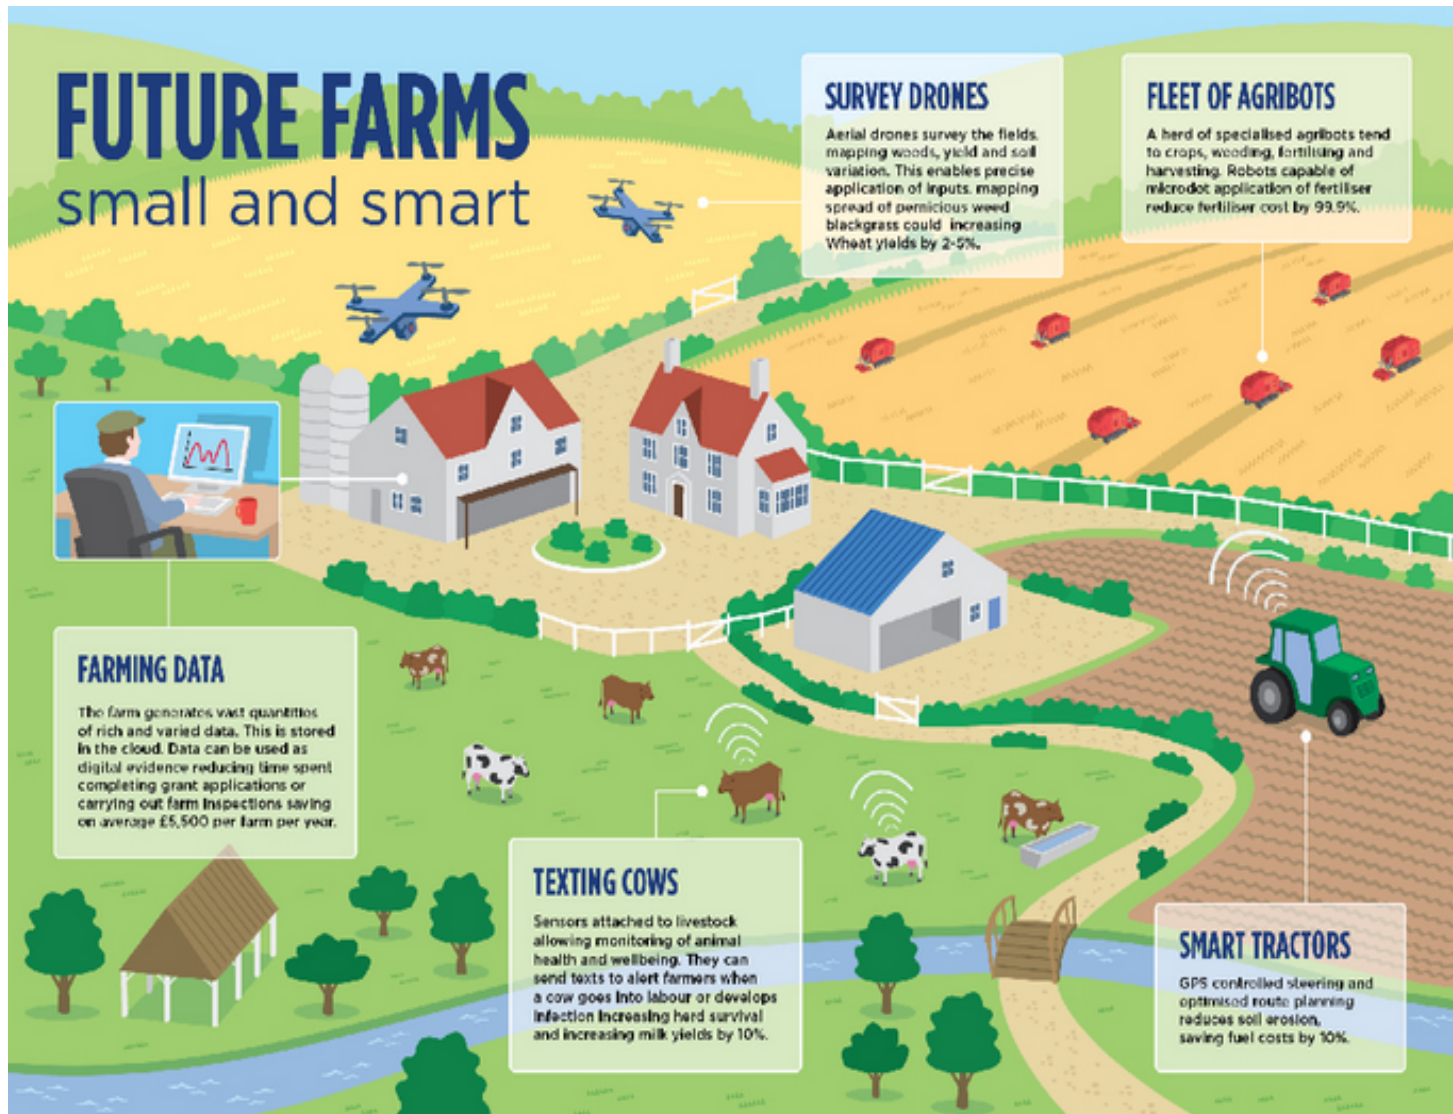 FUTURE FARMS
small and smart
SURVEY DRONES
Aerial drones survey the fields,
mapping weeds, yield and soil
variation. This enables precise
application of inputs, mapping
spread of pernicious weed
blackgrass could increasing
Wheat yields by 2-5%.
FLEET OF AGRIBOTS
A herd of specialised agribots tend
to crops, weeding, fertilising and
harvesting. Robots capable of
microdot application of fertiliser
reduce fertiliser cost by 99.9%.
FARMING DATA
The farm generates vast quantities
of rich and varied data. This is stored
in the cloud. Data can be used as
digital evidence reducing time spent
completing grant applications or
carrying out farm inspections saving
on average £5,500 per farm per year.
TEXTING COWS
Sensors attached to livestock
allowing monitoring of animal
health and wellbeing. They can
send texts to alert farmers when
a cow goes into labour or develops
infection increasing herd survival
and increasing milk yields by 10%.
SMART TRACTORS
GPS controlled steering and
optimised route planning
reduces soil erosion,
saving fuel costs by 10%.